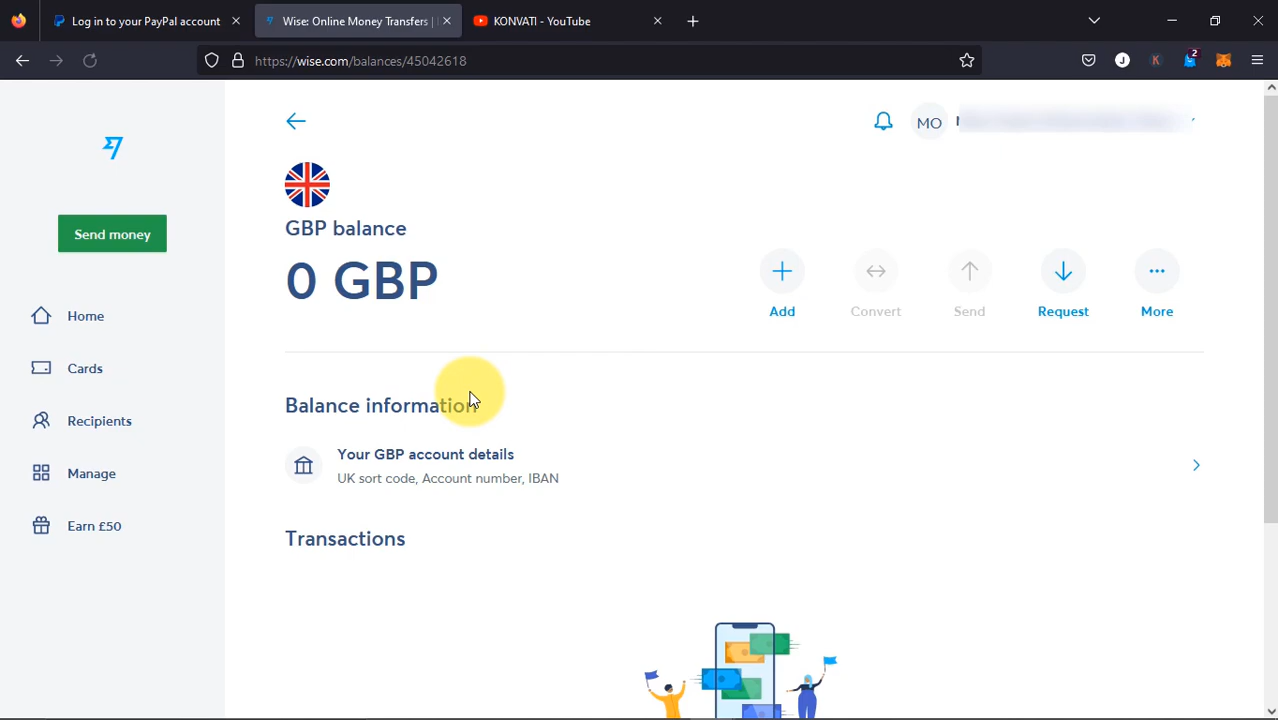 Log in to your PayPal account
Wise: Online Money Transfers |
KONVATI - YouTube
https://wise.com/balances/45042618
J
K
2
MO
Send money
GBP balance
0 GBP
Add
Convert
Send
Request
More
Home
Cards
Recipients
Manage
Earn £50
Balance information
Your GBP account details
UK sort code, Account number, IBAN
Transactions